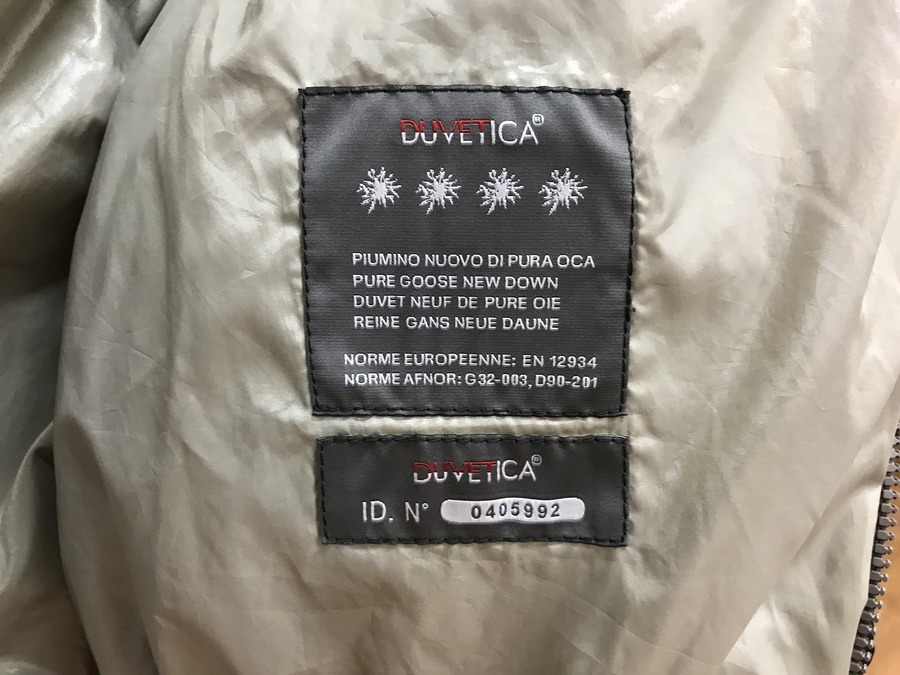 DUVETICA®
PIUMINO NUOVO DI PURA OCA
PURE GOOSE NEW DOWN
DUVET NEUF DE PURE OIE
REINE GANS NEUE DAUNE
NORME EUROPEENNE: EN 12934
NORME AFNOR: G32-003, D90-201
DUVETICA®
ID. N° 0405992